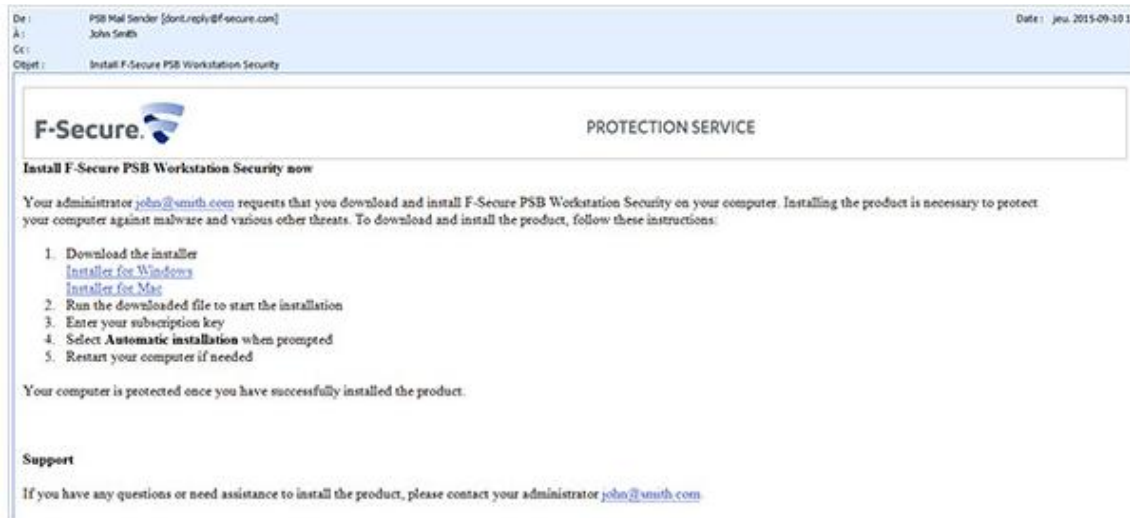 De : PSB Mail Sender [dont.reply@f-secure.com] Date : jeu. 2015-09-10 1
À : John Smith
Cc :
Objet : Install F-Secure PSB Workstation Security
F-Secure. PROTECTION SERVICE
Install F-Secure PSB Workstation Security now
Your administrator john@smith.com requests that you download and install F-Secure PSB Workstation Security on your computer. Installing the product is necessary to protect
your computer against malware and various other threats. To download and install the product, follow these instructions:
1. Download the installer
Installer for Windows
Installer for Mac
2. Run the downloaded file to start the installation
3. Enter your subscription key
4. Select Automatic installation when prompted
5. Restart your computer if needed
Your computer is protected once you have successfully installed the product.
Support
If you have any questions or need assistance to install the product, please contact your administrator john@smith.com.